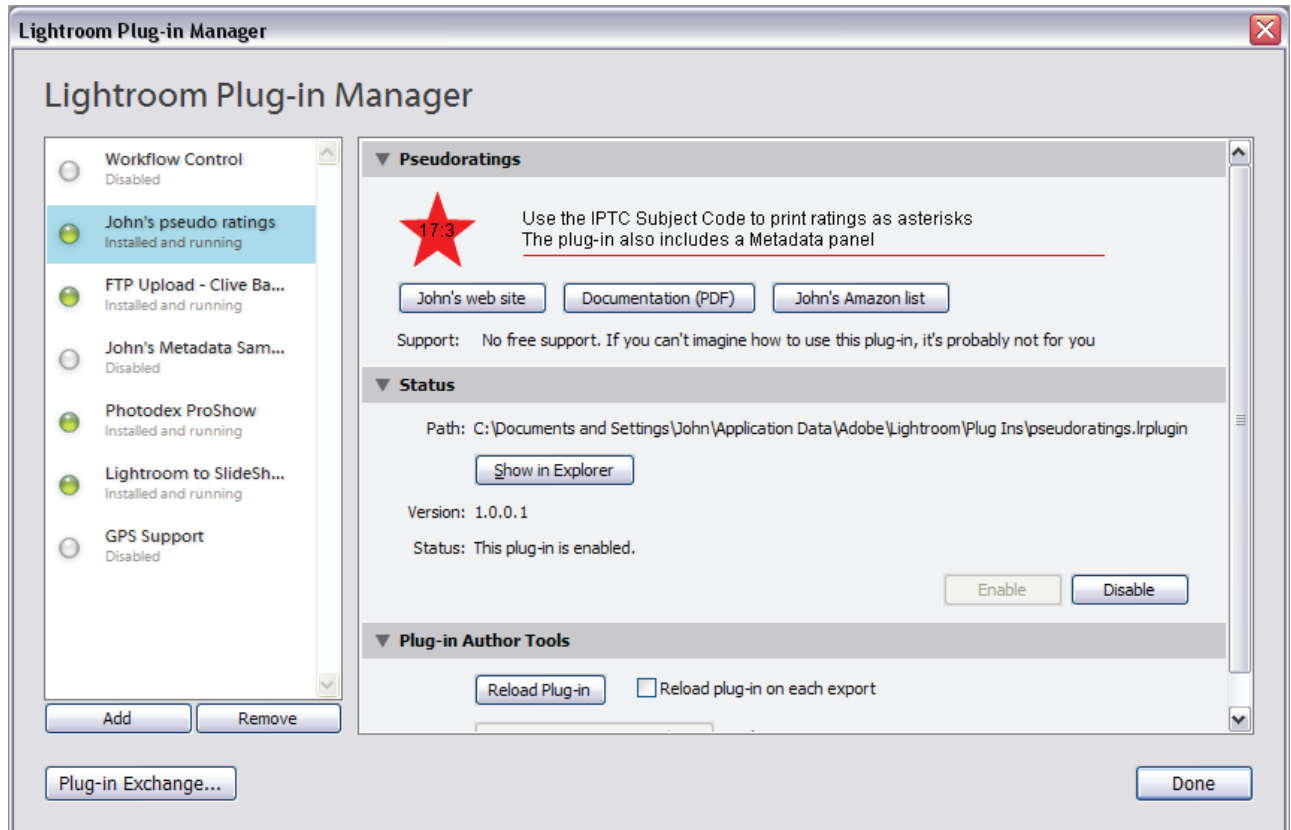 Lightroom Plug-in Manager
Lightroom Plug-in Manager
Workflow Control
Disabled
John's pseudo ratings
Installed and running
FTP Upload - Clive Ba...
Installed and running
John's Metadata Sam...
Disabled
Photodex ProShow
Installed and running
Lightroom to SlideSh...
Installed and running
GPS Support
Disabled
Add Remove
Plug-in Exchange...
Pseudoratings
17:3
Use the IPTC Subject Code to print ratings as asterisks
The plug-in also includes a Metadata panel
John's web site Documentation (PDF) John's Amazon list
Support: No free support. If you can't imagine how to use this plug-in, it's probably not for you
Status
Path: C:\Documents and Settings\John\Application Data\Adobe\Lightroom\Plug Ins\pseudoratings.lrplugin
Show in Explorer
Version: 1.0.0.1
Status: This plug-in is enabled.
Enable Disable
Plug-in Author Tools
Reload Plug-in Reload plug-in on each export
Done